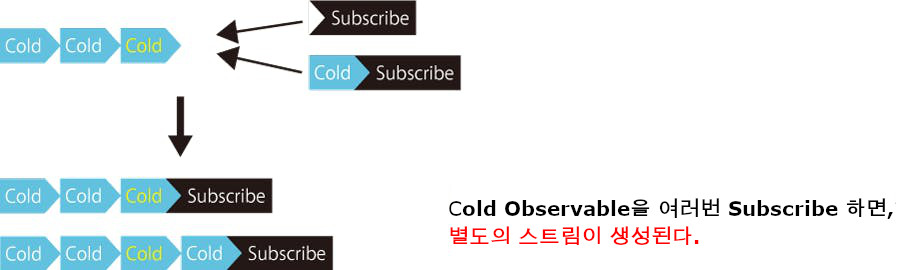 Subscribe
Cold Cold Cold
Cold Subscribe
Cold Cold Cold Subscribe
Cold Observable을 여러번 Subscribe 하면,
별도의 스트림이 생성된다.
Cold Cold Cold Cold Subscribe